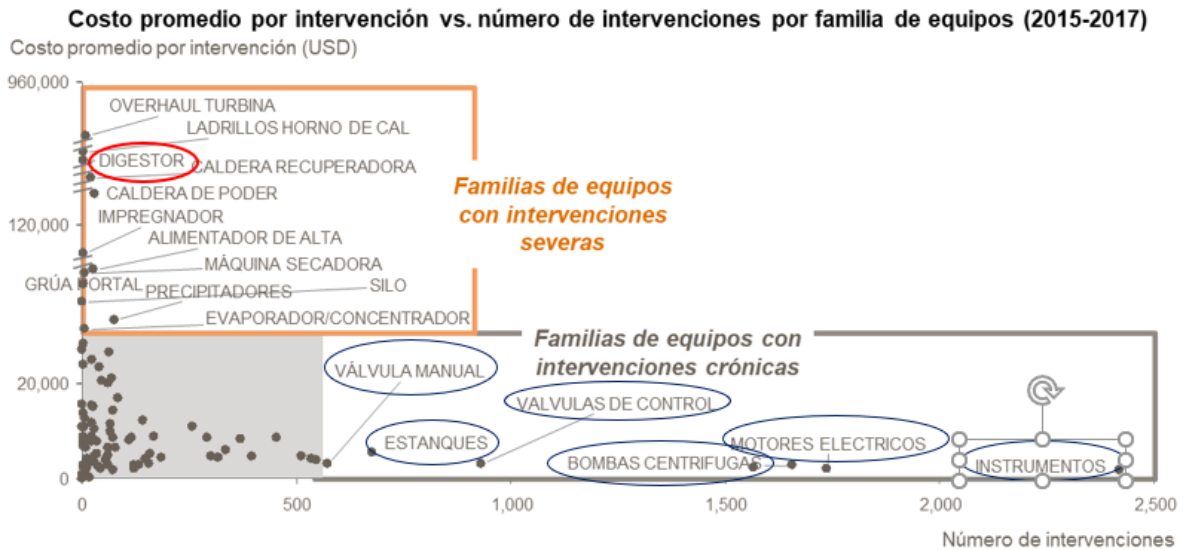 Costo promedio por intervención vs. número de intervenciones por familia de equipos (2015-2017)
Costo promedio por intervención (USD)
960,000
OVERHAUL TURBINA
LADRILLOS HORNO DE CAL
DIGESTOR
CALDERA RECUPERADORA
CALDERA DE PODER
Familias de equipos
con intervenciones
severas
IMPREGNADOR
120,000
ALIMENTADOR DE ALTA
MÁQUINA SECADORA
GRÚA PORTAL
SILO
PRECIPITADORES
EVAPORADOR/CONCENTRADOR
Familias de equipos con
intervenciones crónicas
VÁLVULA MANUAL
20,000
VALVULAS DE CONTROL
ESTANQUES
MOTORES ELECTRICOS
BOMBAS CENTRIFUGAS
INSTRUMENTOS
0
0
500
1,000
1,500
2,000
2,500
Número de intervenciones